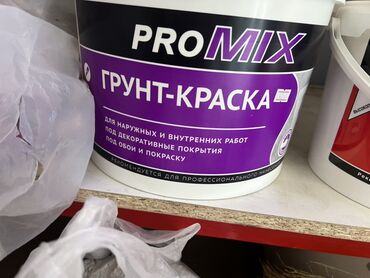 PROMIX
ГРУНТ-КРАСКА
ДЛЯ НАРУЖНЫХ И ВНУТРЕННИХ РАБОТ
ПОД ДЕКОРАТИВНЫЕ ПОКРЫТИЯ
ПОД ОБОИ И ПОКРАСКУ
РЕКОМЕНДУЕТСЯ ДЛЯ ПРОФЕССИОНАЛЬНОГО